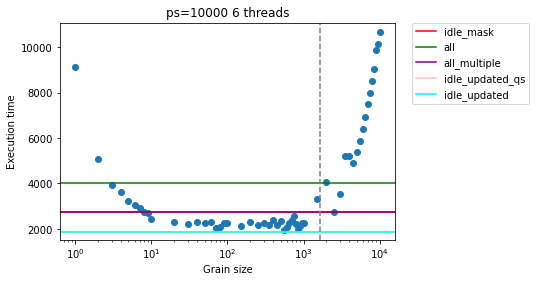 ps=10000 6 threads
Execution time
10000
8000
6000
4000
2000
10⁰
10¹
10²
10³
10⁴
Grain size
idle_mask
all
all_multiple
idle_updated_qs
idle_updated